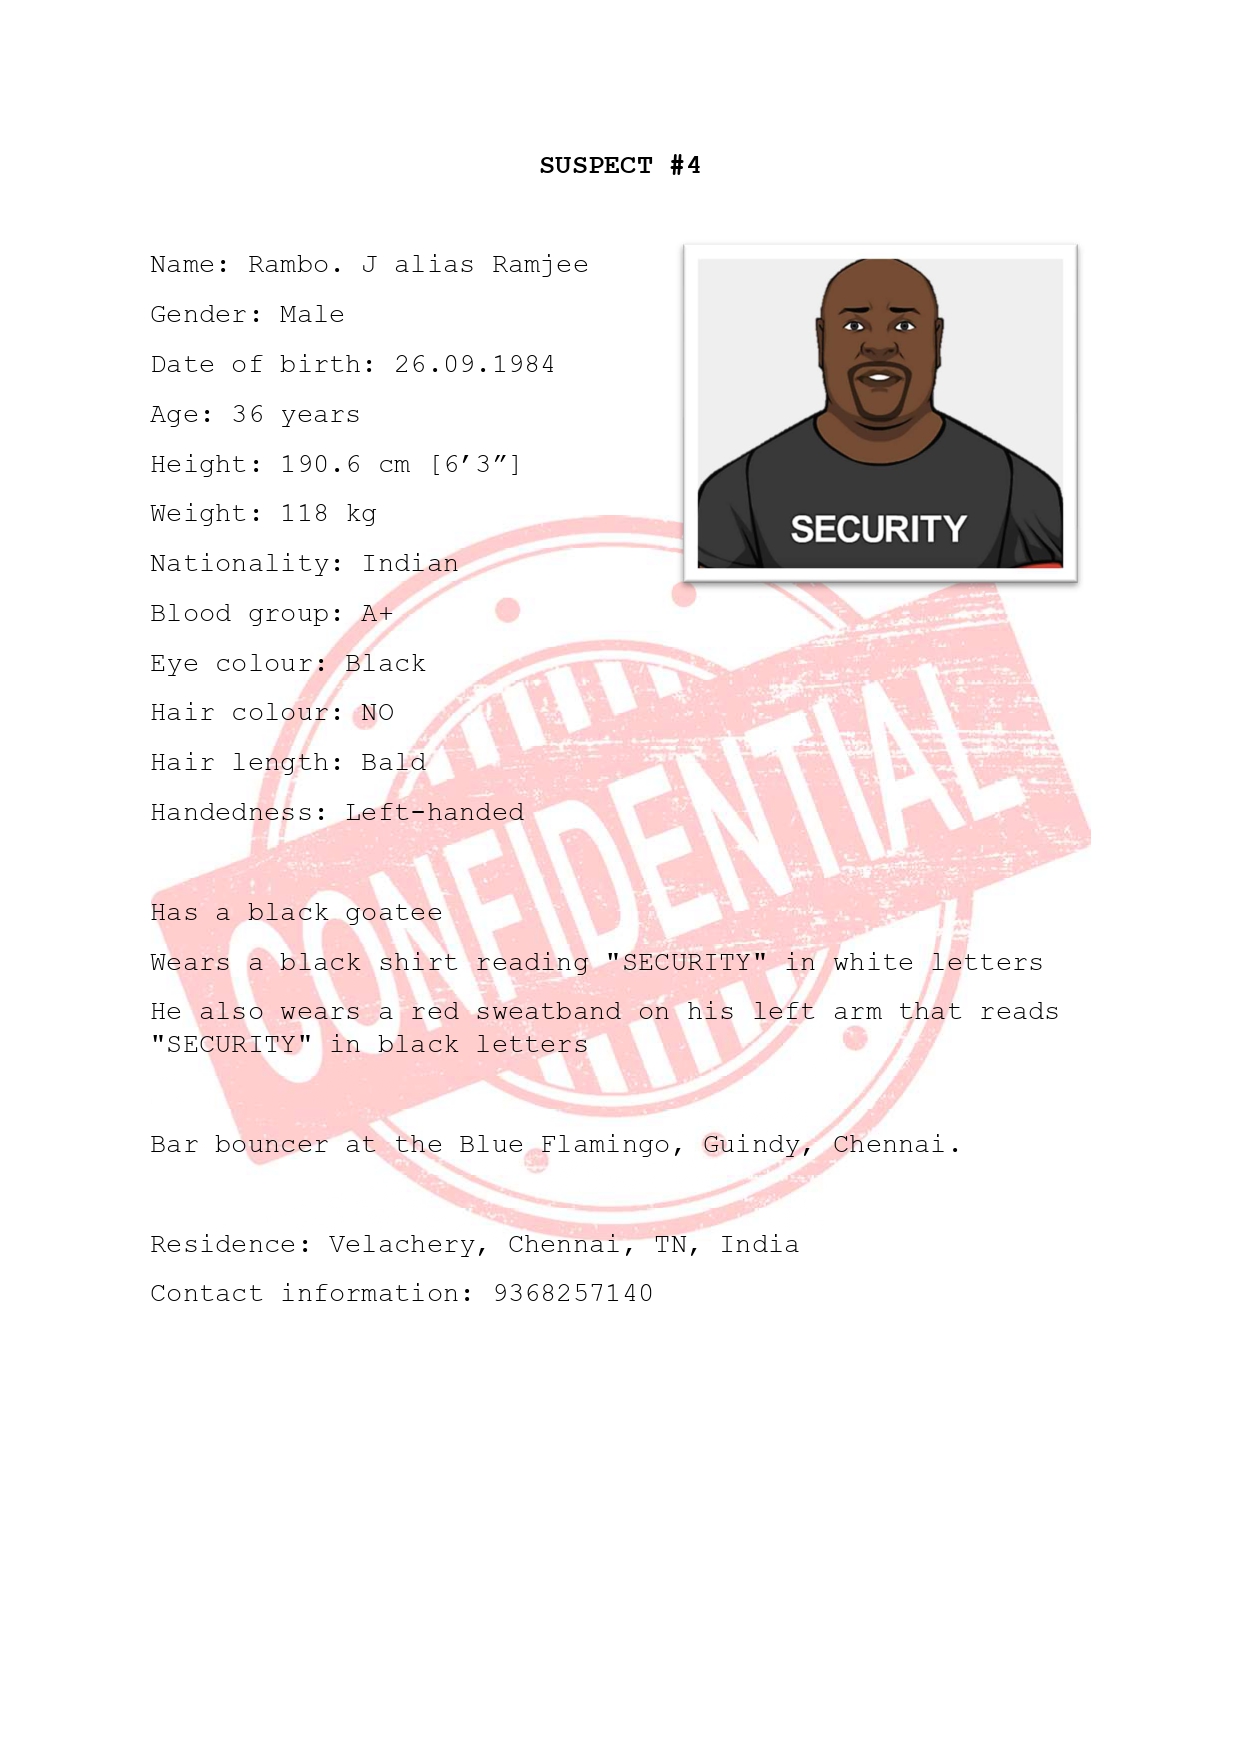 SUSPECT #4
Name: Rambo. J alias Ramjee
Gender: Male
Date of birth: 26.09.1984
Age: 36 years
Height: 190.6 cm [6’3”]
Weight: 118 kg
Nationality: Indian
Blood group: A+
Eye colour: Black
Hair colour: NO
Hair length: Bald
Handedness: Left-handed
SECURITY
CONFIDENTIAL
Has a black goatee
Wears a black shirt reading "SECURITY" in white letters
He also wears a red sweatband on his left arm that reads
"SECURITY" in black letters
Bar bouncer at the Blue Flamingo, Guindy, Chennai.
Residence: Velachery, Chennai, TN, India
Contact information: 9368257140